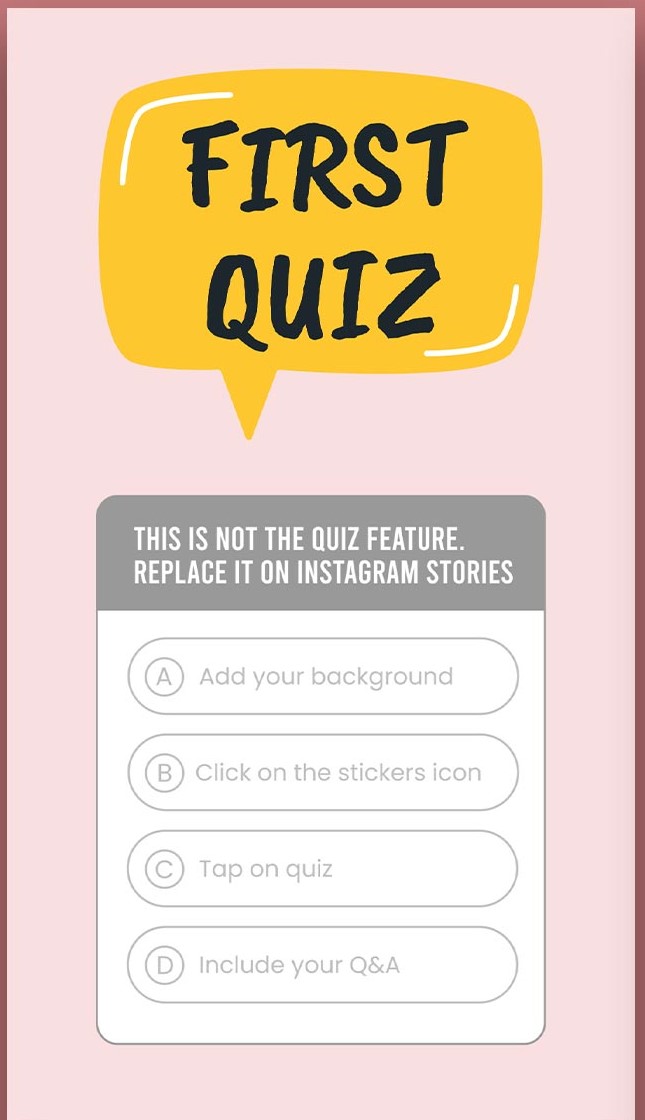 FIRST
QUIZ
THIS IS NOT THE QUIZ FEATURE.
REPLACE IT ON INSTAGRAM STORIES
A Add your background
B Click on the stickers icon
C Tap on quiz
D Include your Q&A